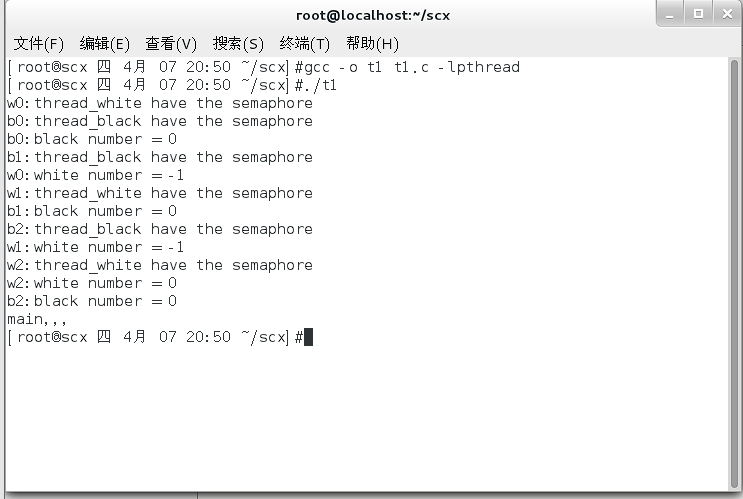 root@localhost:~/scx
文件(F) 编辑(E) 查看(V) 搜索(S) 终端(T) 帮助(H)
[root@scx 四 4月 07 20:50 ~/scx]#gcc -o t1 t1.c -lpthread
[root@scx 四 4月 07 20:50 ~/scx]#./t1
w0:thread_white have the semaphore
b0:thread_black have the semaphore
b0:black number =0
b1:thread_black have the semaphore
w0:white number =-1
w1:thread_white have the semaphore
b1:black number =0
b2:thread_black have the semaphore
w1:white number =-1
w2:thread_white have the semaphore
w2:white number =0
b2:black number =0
main,,,
[root@scx 四 4月 07 20:50 ~/scx]#